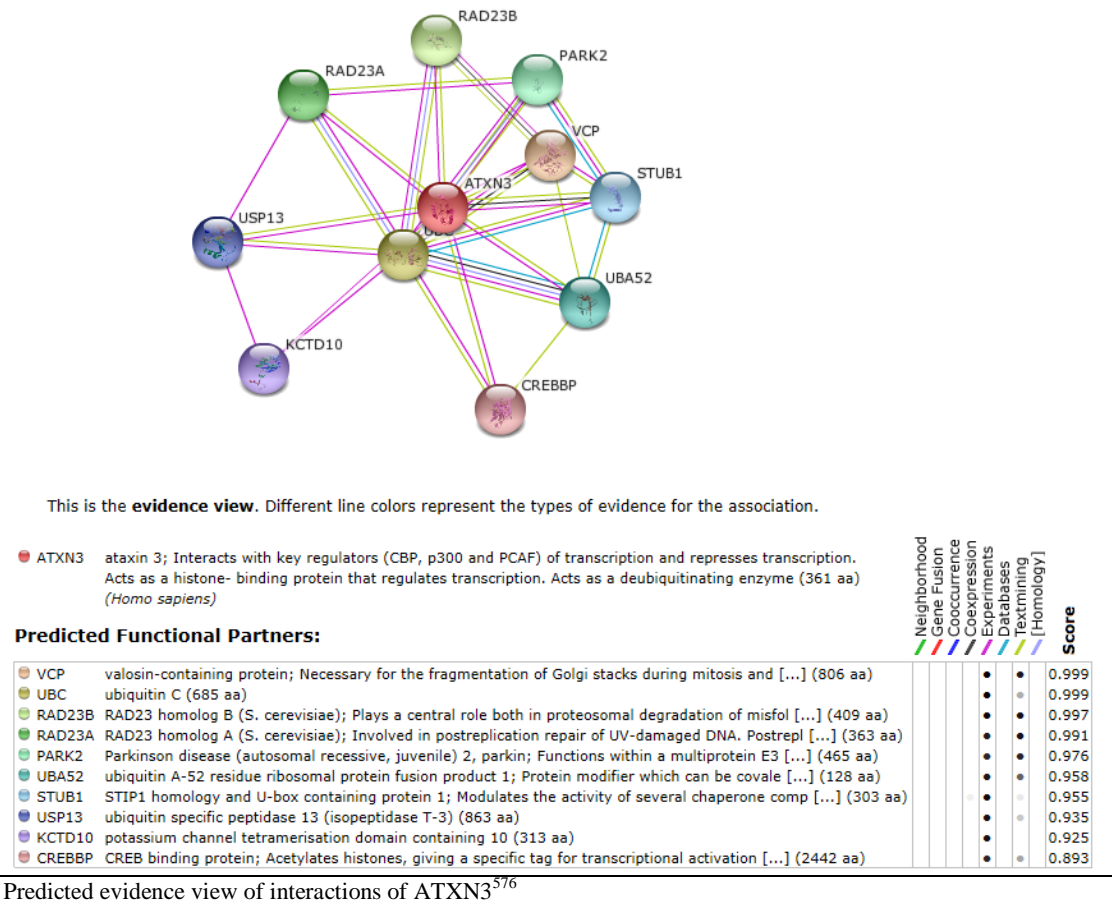 RAD23B
PARK2
RAD23A
VCP
STUB1
ATXN3
USP13
UBC
UBA52
KCTD10
CREBBP
This is the evidence view. Different line colors represent the types of evidence for the association.
Neighborhood
Gene Fusion
Cooccurrence
Coexpression
Experiments
Databases
Textmining
[Homology]
Score
ATXN3 ataxin 3; Interacts with key regulators (CBP, p300 and PCAF) of transcription and represses transcription.
Acts as a histone- binding protein that regulates transcription. Acts as a deubiquitinating enzyme (361 aa)
(Homo sapiens)
Predicted Functional Partners:
VCP valosin-containing protein; Necessary for the fragmentation of Golgi stacks during mitosis and [...] (806 aa) 0.999
UBC ubiquitin C (685 aa) 0.999
RAD23B RAD23 homolog B (S. cerevisiae); Plays a central role both in proteosomal degradation of misfol [...] (409 aa) 0.997
RAD23A RAD23 homolog A (S. cerevisiae); Involved in postreplication repair of UV-damaged DNA. Postrepl [...] (363 aa) 0.991
PARK2 Parkinson disease (autosomal recessive, juvenile) 2, parkin; Functions within a multiprotein E3 [...] (465 aa) 0.976
UBA52 ubiquitin A-52 residue ribosomal protein fusion product 1; Protein modifier which can be covale [...] (128 aa) 0.958
STUB1 STIP1 homology and U-box containing protein 1; Modulates the activity of several chaperone comp [...] (303 aa) 0.955
USP13 ubiquitin specific peptidase 13 (isopeptidase T-3) (863 aa) 0.935
KCTD10 potassium channel tetramerisation domain containing 10 (313 aa) 0.925
CREBBP CREB binding protein; Acetylates histones, giving a specific tag for transcriptional activation [...] (2442 aa) 0.893
Predicted evidence view of interactions of ATXN3576